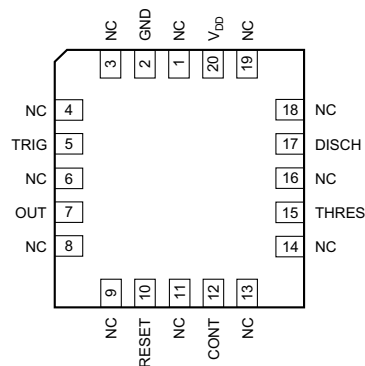 NC GND NC VDD NC
3 2 1 20 19
NC 4 18 NC
TRIG 5 17 DISCH
NC 6 16 NC
OUT 7 15 THRES
NC 8 14 NC
9 10 11 12 13
NC RESET NC CONT NC